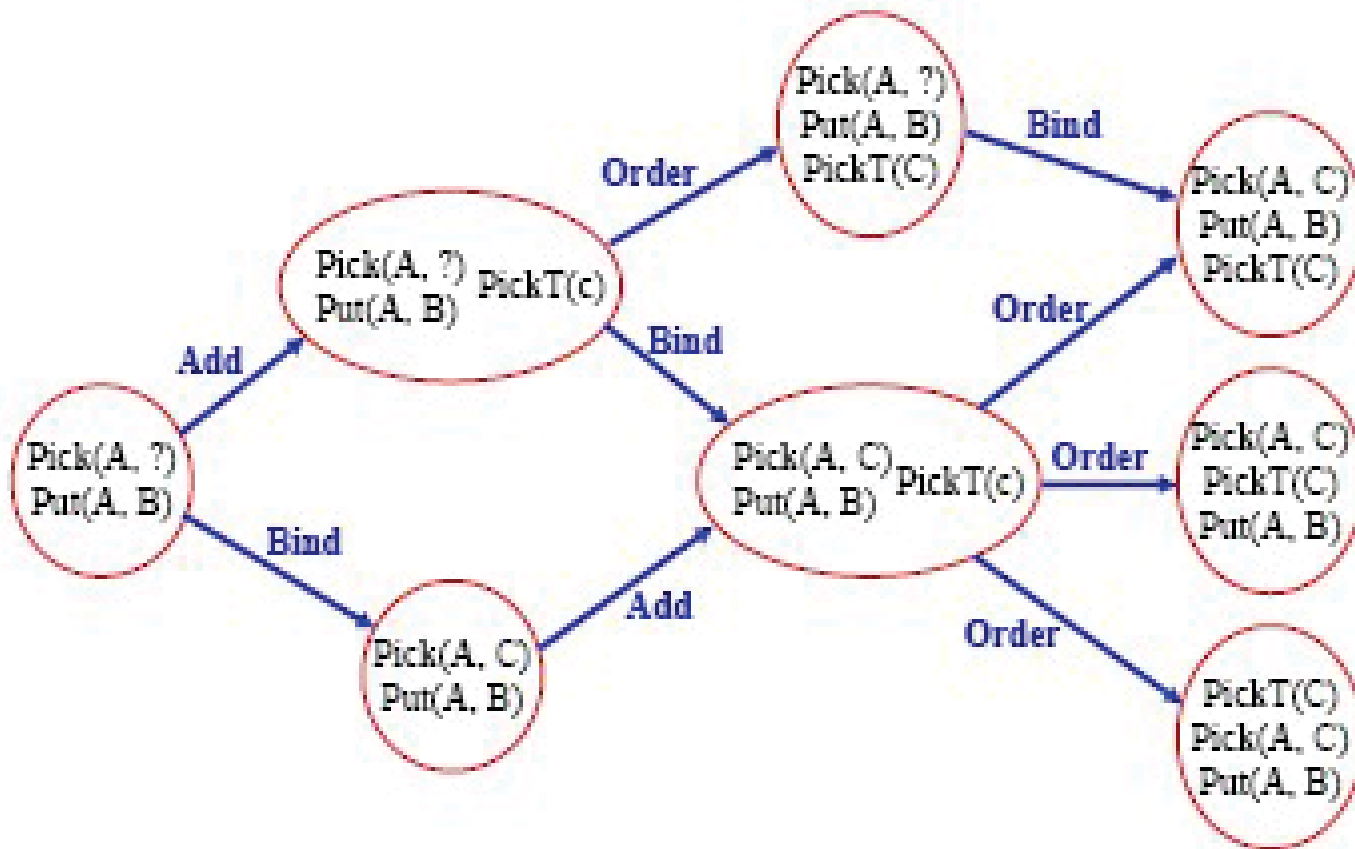 Pick(A, ?)
Put(A, B)
PickT(C)
Bind
Order
Pick(A, C)
Put(A, B)
PickT(C)
Pick(A, ?)
Put(A, B)
PickT(c)
Order
Bind
Add
Pick(A, ?)
Put(A, B)
Pick(A, C)
Put(A, B)
PickT(c)
Order
Pick(A, C)
PickT(C)
Put(A, B)
Bind
Add
Order
Pick(A, C)
Put(A, B)
PickT(C)
Pick(A, C)
Put(A, B)